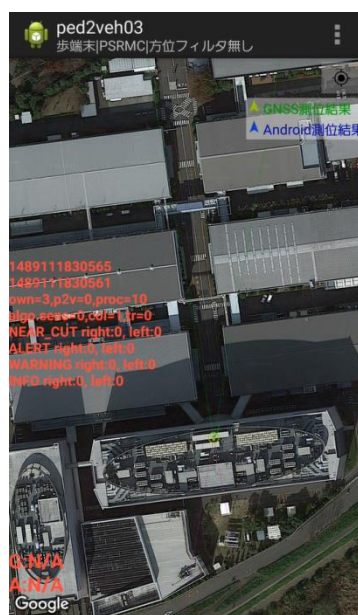 ped2veh03
歩端末|PSRMC|方位フィルタ無し
GNSS測位結果
Android測位結果
1489111830565
1489111830561
own=3,p2v=0,proc=10
algo.sens=0,col=1,tr=0
NEAR_CUT right:0, left:0
ALERT right:0, left:0
WARNING right:0, left:0
INFO right:0, left:0
G:N/A
A:N/A
Google